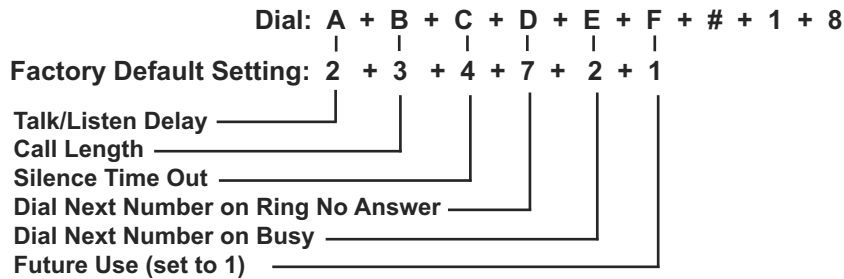 Dial: A + B + C + D + E + F + # + 1 + 8
Factory Default Setting: 2 + 3 + 4 + 7 + 2 + 1
Talk/Listen Delay
Call Length
Silence Time Out
Dial Next Number on Ring No Answer
Dial Next Number on Busy
Future Use (set to 1)